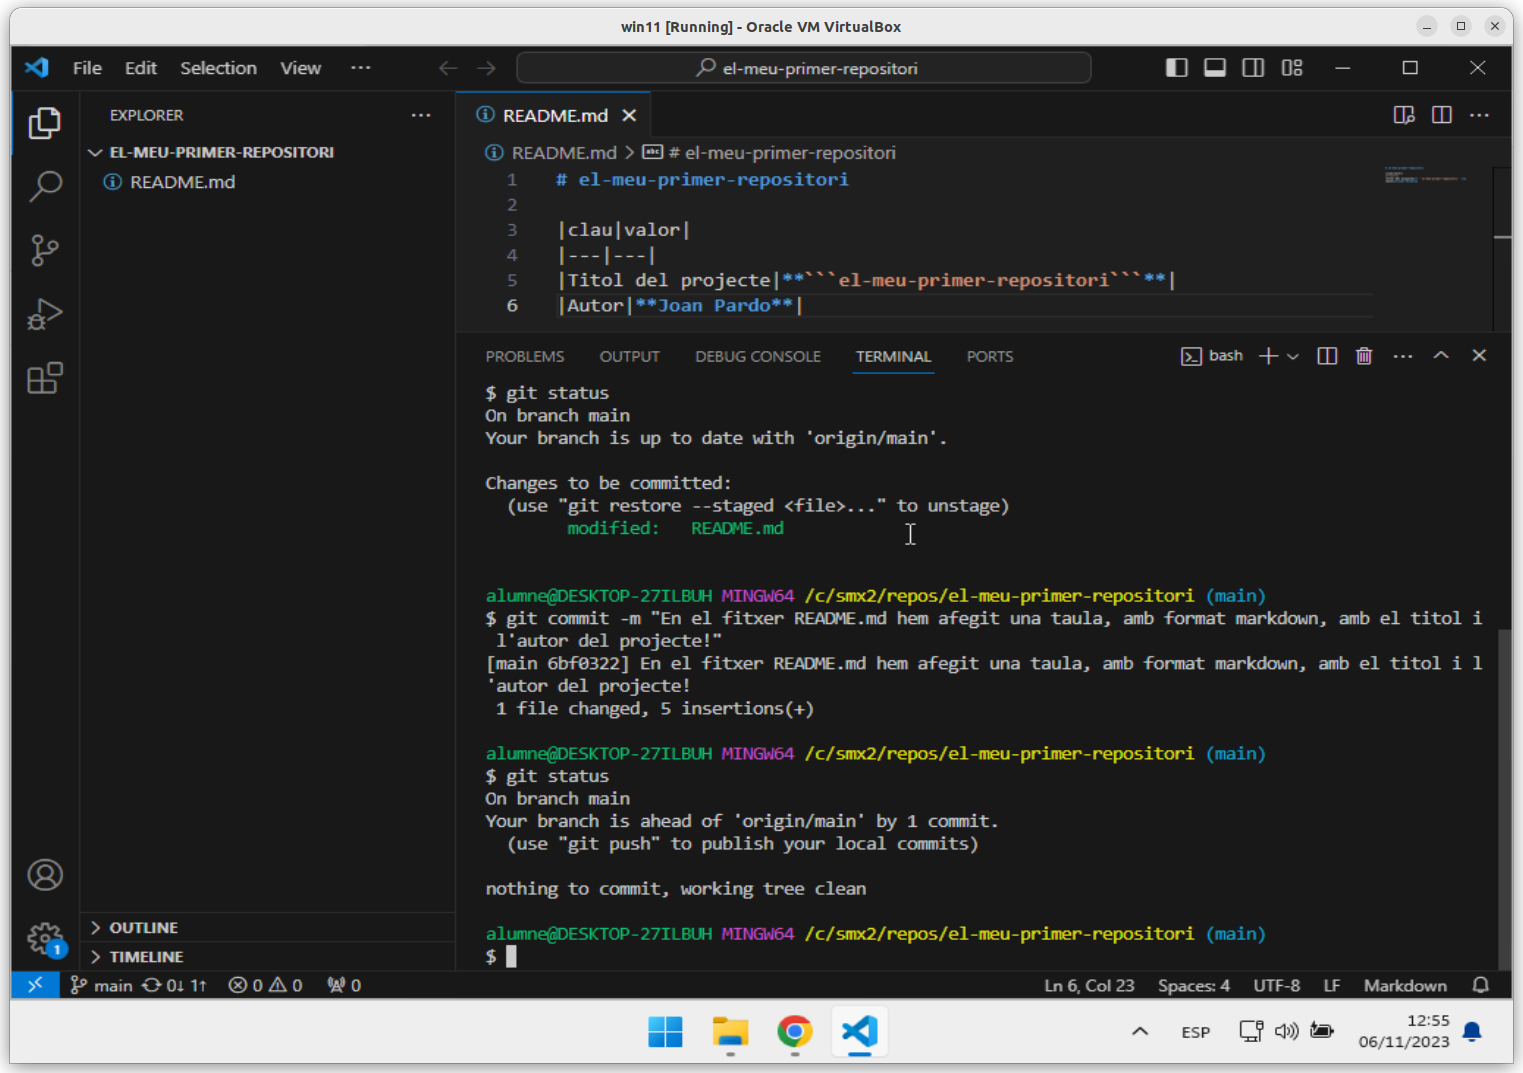 win11 [Running] - Oracle VM VirtualBox
File Edit Selection View ···
el-meu-primer-repositori
EXPLORER
EL-MEU-PRIMER-REPOSITORI
README.md
OUTLINE
TIMELINE
README.md
README.md > # el-meu-primer-repositori
1 # el-meu-primer-repositori
2
3 |clau|valor|
4 |---|---|
5 |Titol del projecte|**```el-meu-primer-repositori```**|
6 |Autor|**Joan Pardo**|
PROBLEMS OUTPUT DEBUG CONSOLE TERMINAL PORTS bash
$ git status
On branch main
Your branch is up to date with 'origin/main'.
Changes to be committed:
(use "git restore --staged <file>..." to unstage)
modified: README.md
alumne@DESKTOP-27ILBUH MINGW64 /c/smx2/repos/el-meu-primer-repositori (main)
$ git commit -m "En el fitxer README.md hem afegit una taula, amb format markdown, amb el titol i
l'autor del projecte!"
[main 6bf0322] En el fitxer README.md hem afegit una taula, amb format markdown, amb el titol i l
'autor del projecte!
1 file changed, 5 insertions(+)
alumne@DESKTOP-27ILBUH MINGW64 /c/smx2/repos/el-meu-primer-repositori (main)
$ git status
On branch main
Your branch is ahead of 'origin/main' by 1 commit.
(use "git push" to publish your local commits)
nothing to commit, working tree clean
alumne@DESKTOP-27ILBUH MINGW64 /c/smx2/repos/el-meu-primer-repositori (main)
$
1
main 0↓ 1↑ 0 0 0 Ln 6, Col 23 Spaces: 4 UTF-8 LF Markdown
ESP
12:55
06/11/2023